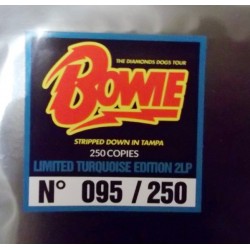 THE DIAMONDS DOGS TOUR
BOWIE
STRIPPED DOWN IN TAMPA
250 COPIES
LIMITED TURQUOISE EDITION 2LP
N° 095 / 250